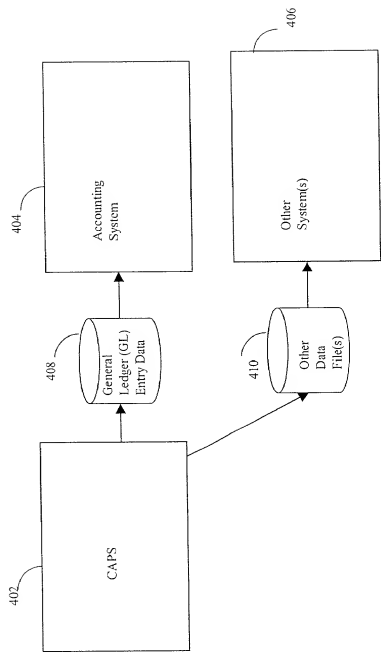 402
CAPS
408
General
Ledger (GL)
Entry Data
404
Accounting
System
410
Other
Data
File(s)
406
Other
System(s)